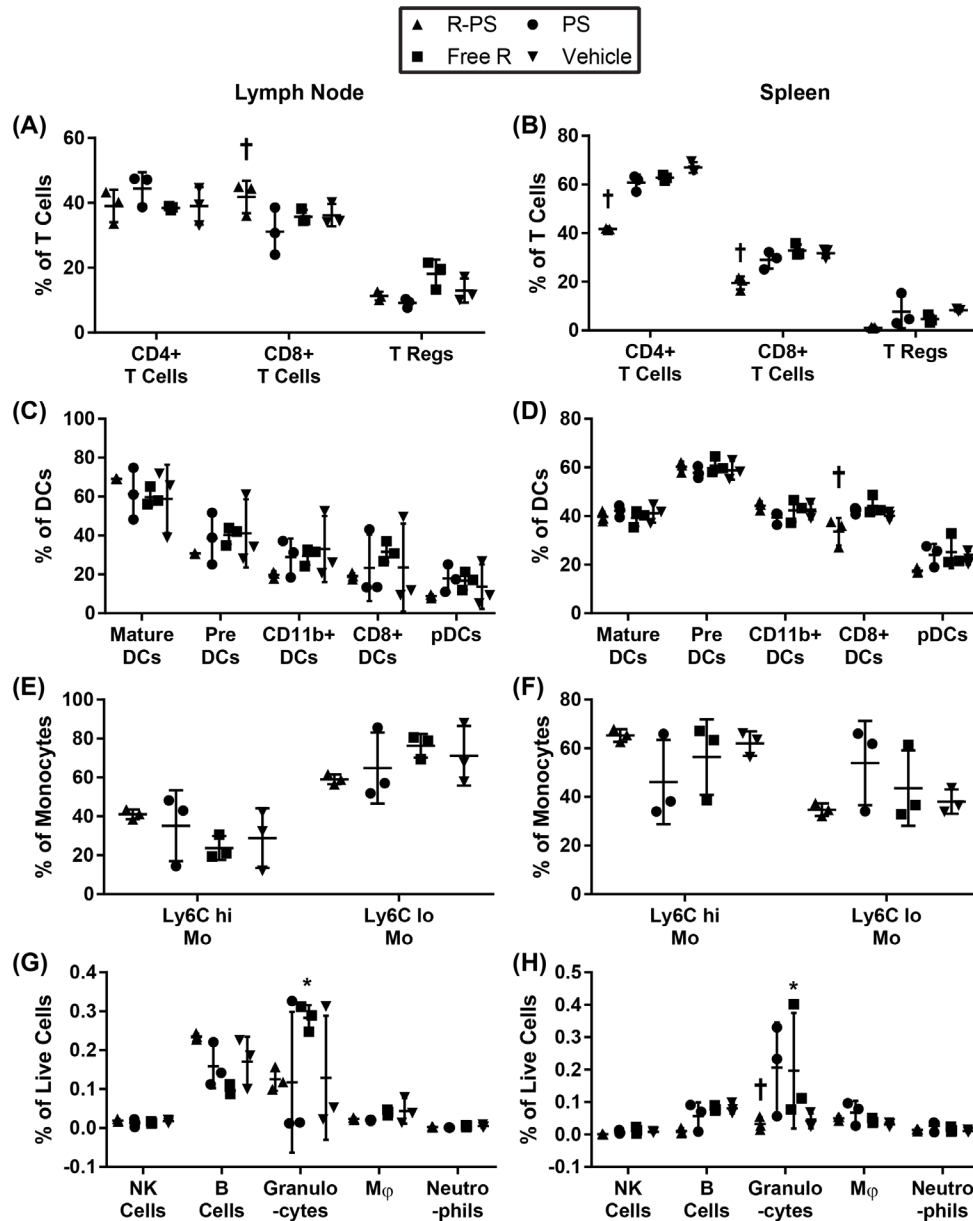 R-PS PS
Free R Vehicle
Lymph Node Spleen
(A)
% of T Cells
60
40
20
0
†
CD4+
T Cells
CD8+
T Cells
T Regs
(B)
% of T Cells
80
60
40
20
0
†
†
CD4+
T Cells
CD8+
T Cells
T Regs
(C)
% of DCs
100
80
60
40
20
0
Mature
DCs
Pre
DCs
CD11b+
DCs
CD8+
DCs
pDCs
(D)
% of DCs
80
60
40
20
0
†
Mature
DCs
Pre
DCs
CD11b+
DCs
CD8+
DCs
pDCs
(E)
% of Monocytes
100
80
60
40
20
0
Ly6C hi
Mo
Ly6C lo
Mo
(F)
% of Monocytes
80
60
40
20
0
Ly6C hi
Mo
Ly6C lo
Mo
(G)
% of Live Cells
0.4
0.3
0.2
0.1
0.0
-0.1
*
NK
Cells
B
Cells
Granulo
-cytes
Mφ
Neutro
-phils
(H)
% of Live Cells
0.5
0.4
0.3
0.2
0.1
0.0
-0.1
†
*
NK
Cells
B
Cells
Granulo
-cytes
Mφ
Neutro
-phils